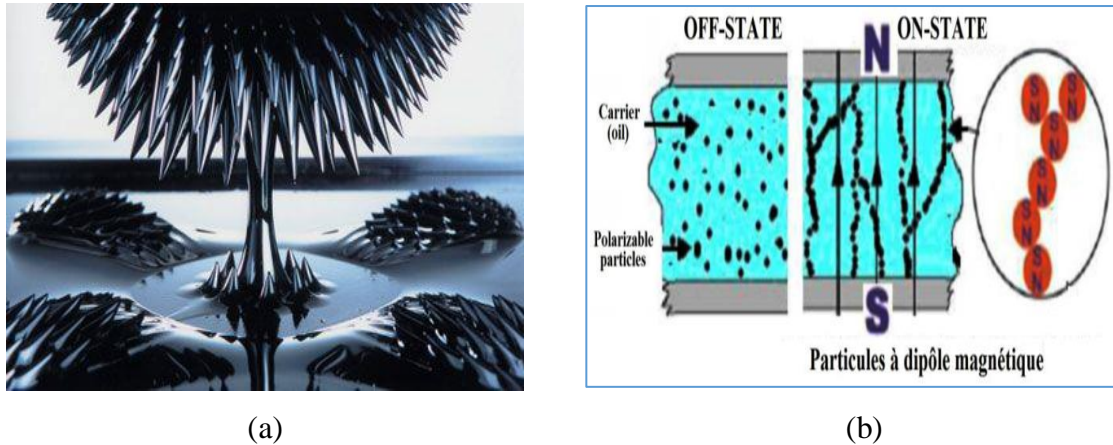 OFF-STATE
N
ON-STATE
Carrier
(oil)
Polarizable
particles
S
N
S
N
S
N
S
N
S
N
S
N
S
Particules à dipôle magnétique
(a)
(b)